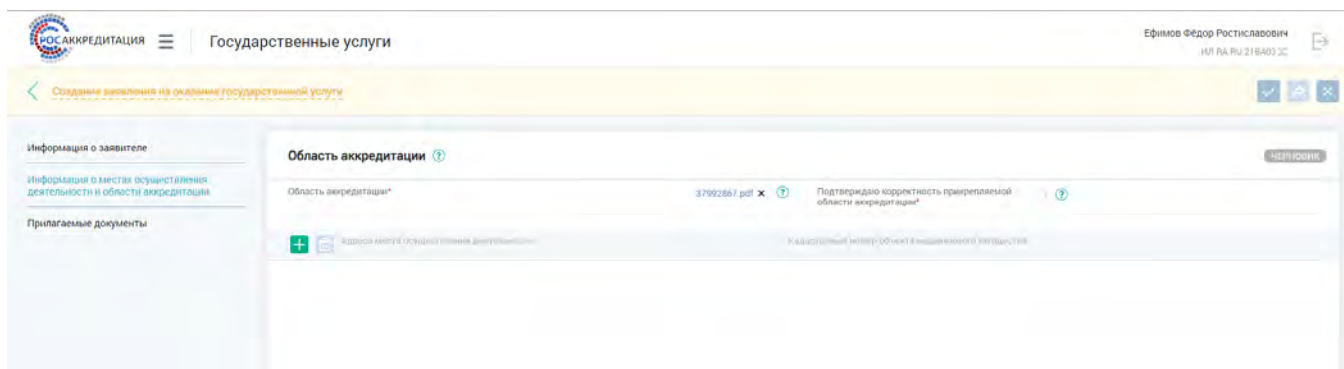 РОСАККРЕДИТАЦИЯ
Государственные услуги
Ефимов Фёдор Ростиславович
Создание заявления на оказание государственной услуги
Информация о заявителе
Информация о местах осуществления
деятельности и области аккредитации
Прилагаемые документы
Область аккредитации ?
ЧЕРНОВИК
Область аккредитации*
37992867.pdf × ?
Подтверждаю корректность прикрепляемой
области аккредитации* ?
Адреса места осуществления деятельности
Кадастровый номер объекта недвижимого имущества